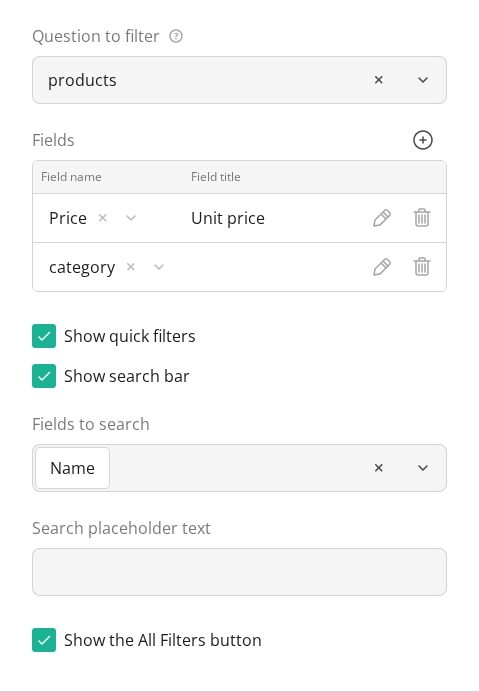 Question to filter ?
products
Fields
Field name Field title
Price Unit price
category
Show quick filters
Show search bar
Fields to search
Name
Search placeholder text
Show the All Filters button